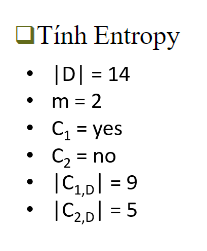 ❑Tính Entropy
• |D| = 14
• m = 2
• C₁ = yes
• C₂ = no
• |C₁,D| = 9
• |C₂,D| = 5